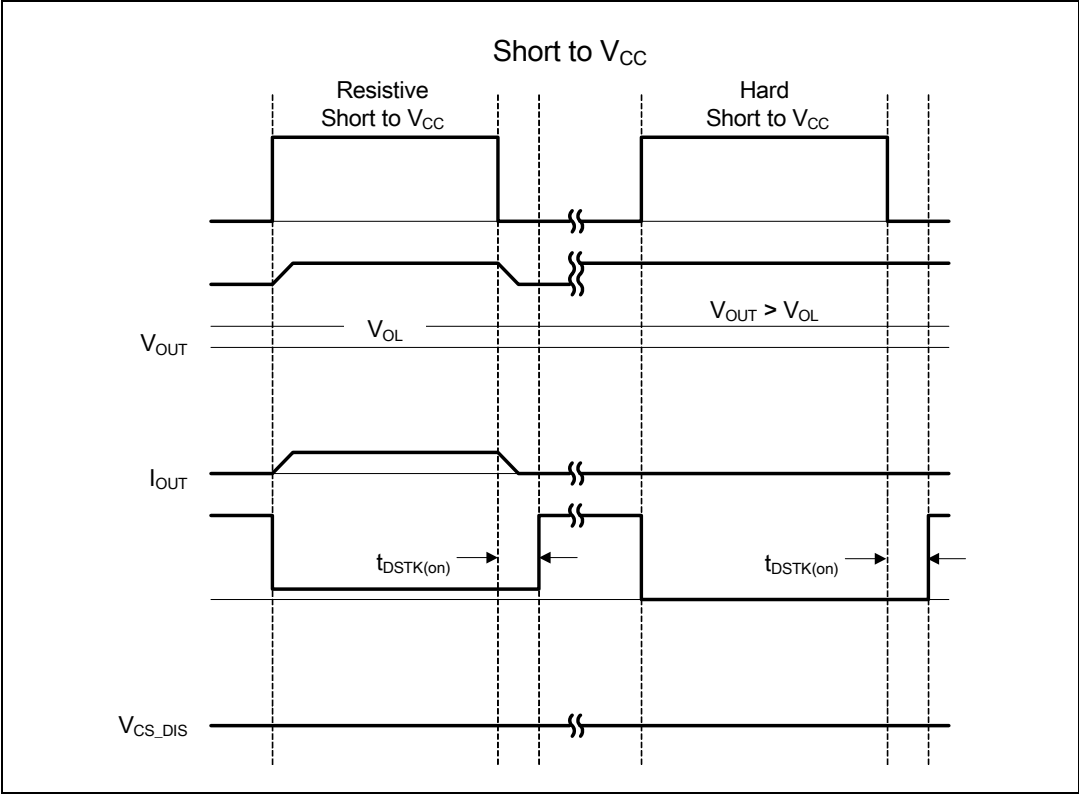 Short to VCC
Resistive
Short to VCC
Hard
Short to VCC
VOUT > VOL
VOL
VOUT
IOUT
tDSTK(on)
tDSTK(on)
VCS_DIS